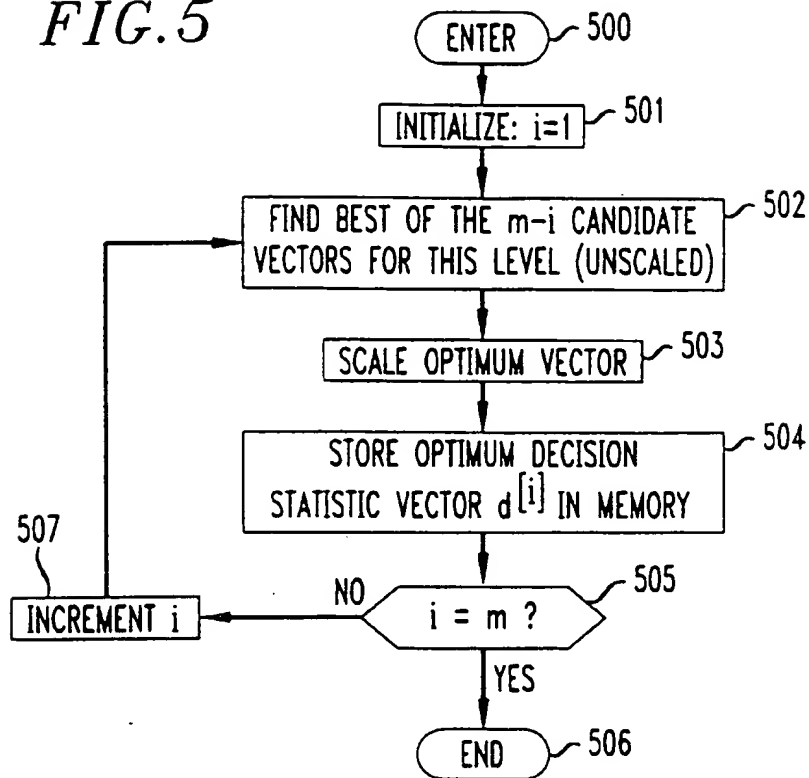 FIG.5
ENTER
500
INITIALIZE: i=1
501
FIND BEST OF THE m-i CANDIDATE
VECTORS FOR THIS LEVEL (UNSCALED)
502
SCALE OPTIMUM VECTOR
503
STORE OPTIMUM DECISION
STATISTIC VECTOR d[i] IN MEMORY
504
i = m ?
505
NO
507
INCREMENT i
YES
END
506